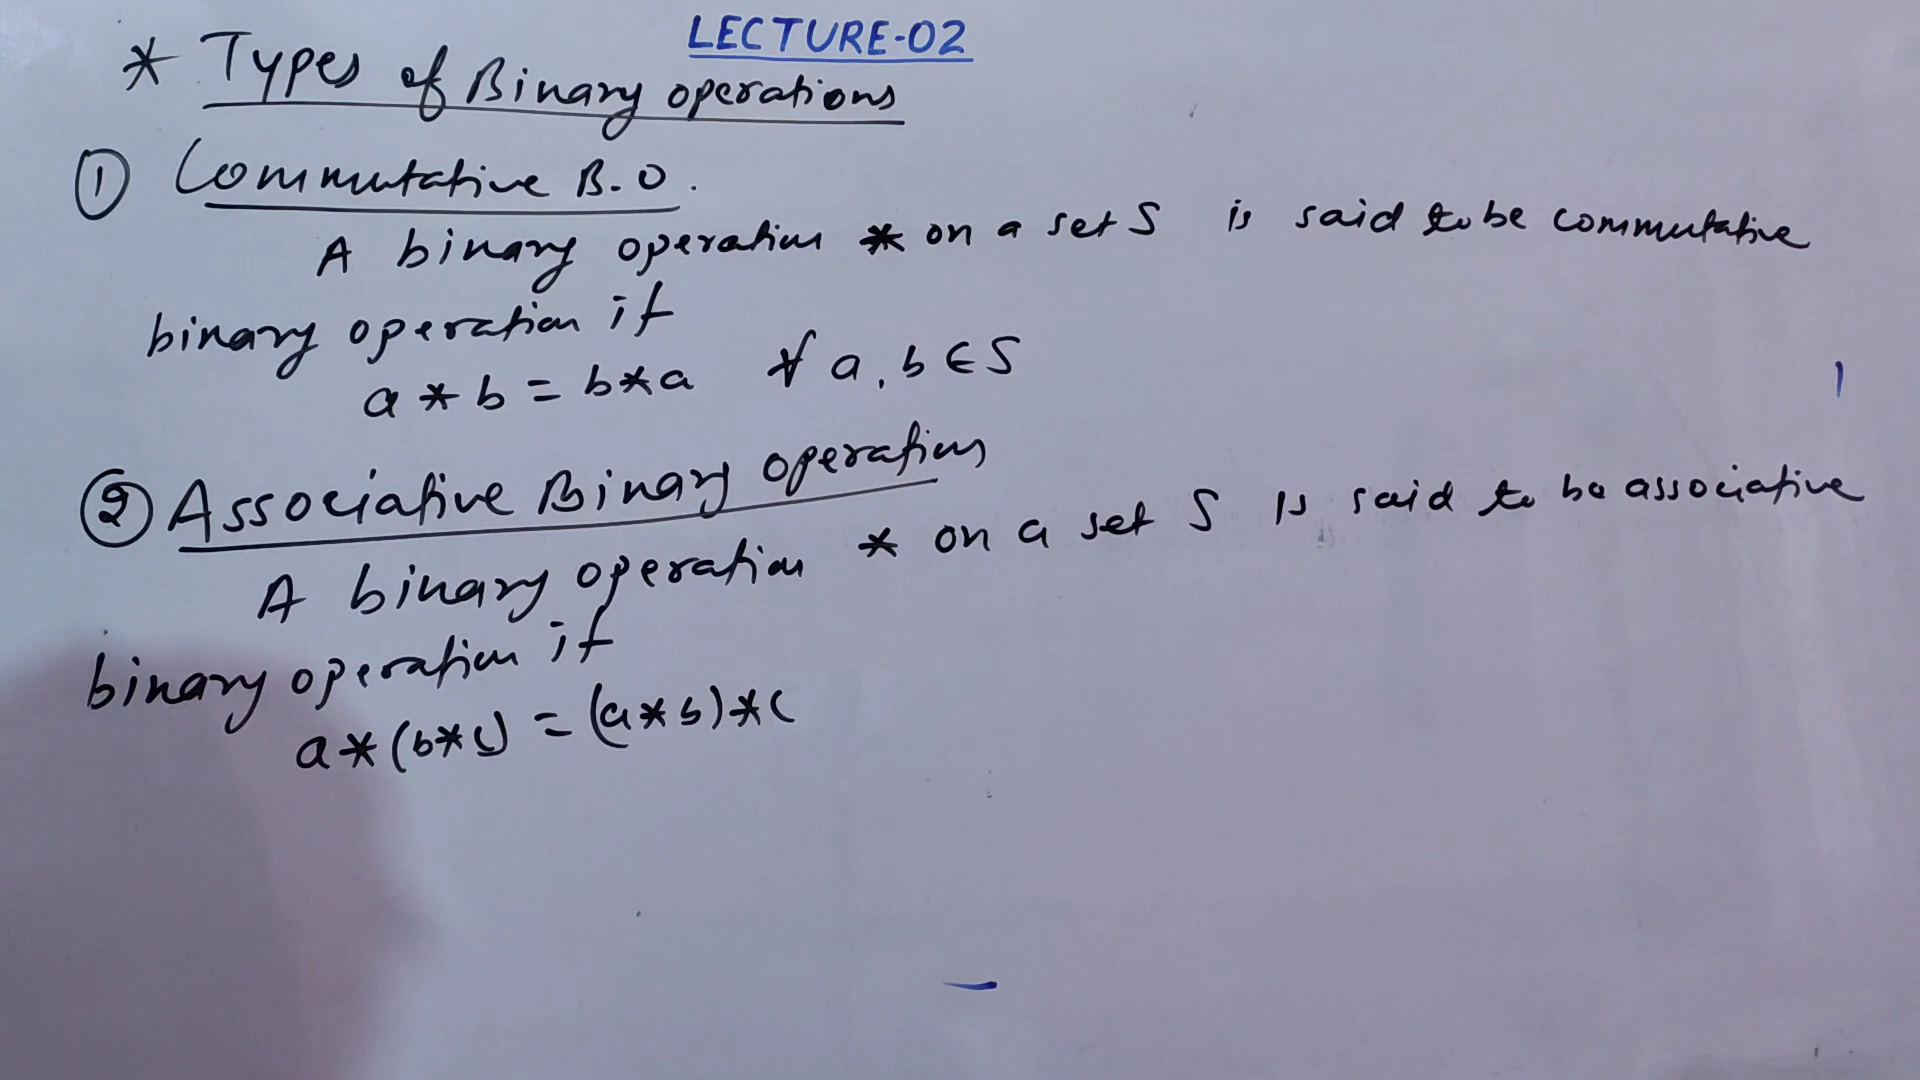 LECTURE-02
* Types of Binary operations
① Commutative B.O.
A binary operation * on a set S is said to be commutative
binary operation if
a * b = b * a ∀ a, b ∈ S
② Associative Binary operation
A binary operation * on a set S is said to be associative
binary operation if
a * (b * c) = (a * b) * c